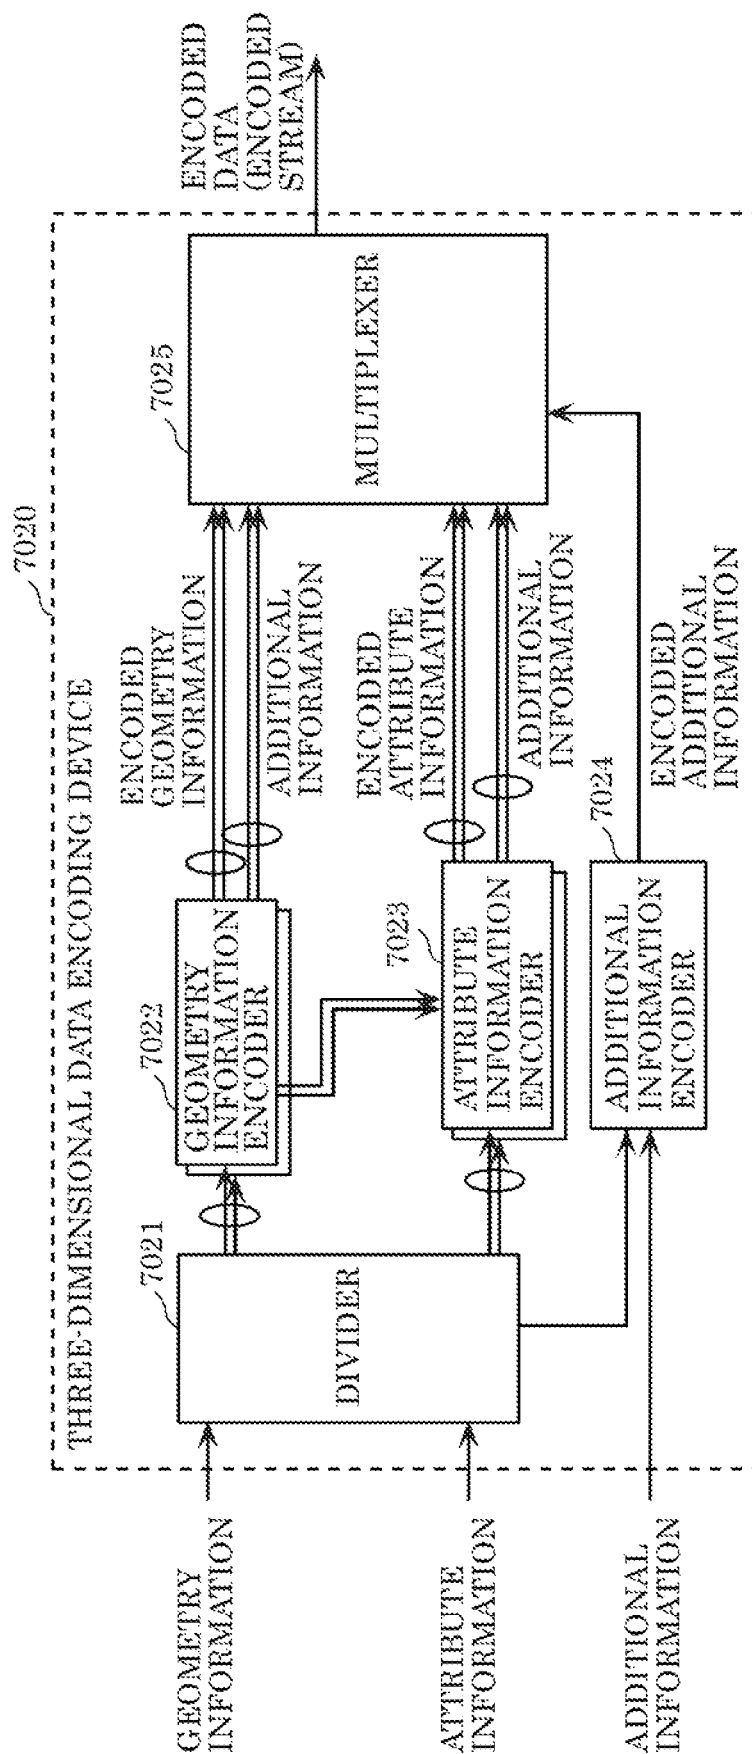 7020
THREE-DIMENSIONAL DATA ENCODING DEVICE
GEOMETRY
INFORMATION
ATTRIBUTE
INFORMATION
ADDITIONAL
INFORMATION
7021
DIVIDER
7022
GEOMETRY
INFORMATION
ENCODER
7023
ATTRIBUTE
INFORMATION
ENCODER
7024
ADDITIONAL
INFORMATION
ENCODER
ENCODED
GEOMETRY
INFORMATION
ADDITIONAL
INFORMATION
ENCODED
ATTRIBUTE
INFORMATION
ADDITIONAL
INFORMATION
ENCODED
ADDITIONAL
INFORMATION
7025
MULTIPLEXER
ENCODED
DATA
(ENCODED
STREAM)